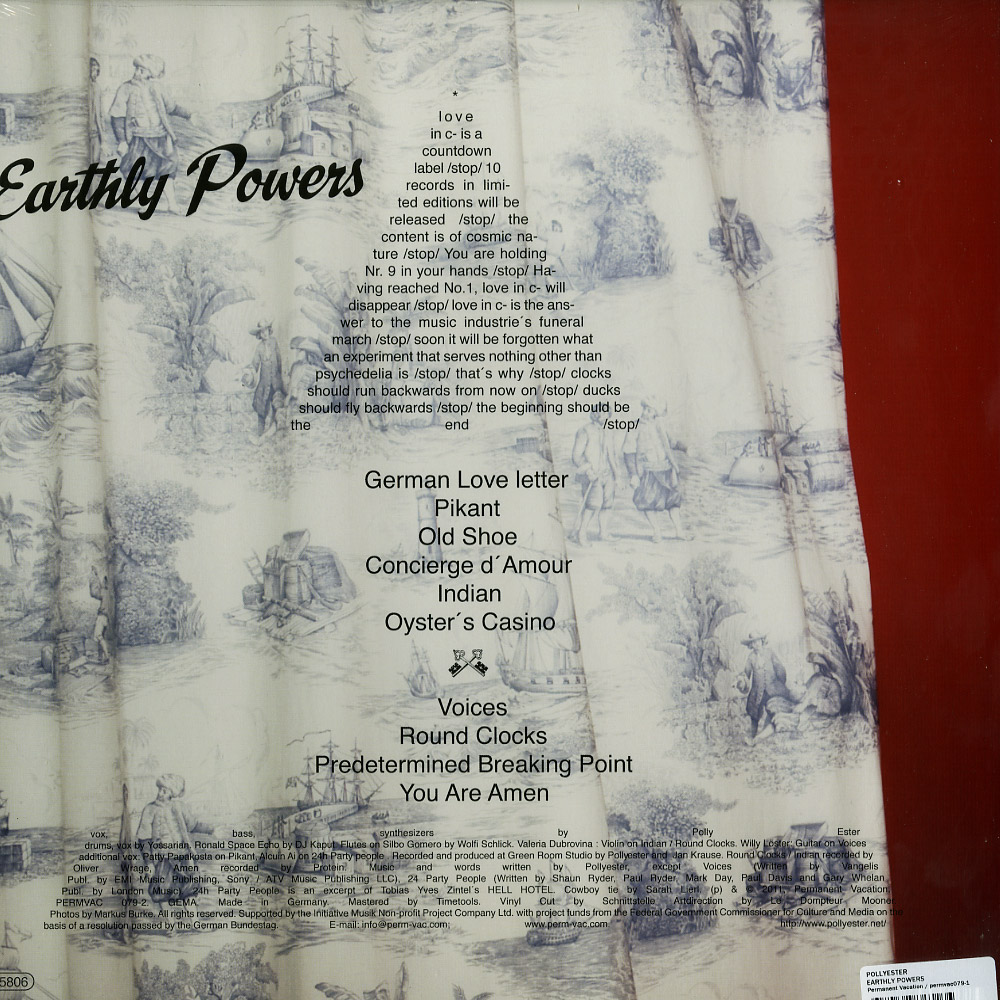 Earthly Powers
*
love
in c- is a
countdown
label /stop/ 10
records in limi-
ted editions will be
released /stop/ the
content is of cosmic na-
ture /stop/ You are holding
Nr. 9 in your hands /stop/ Ha-
ving reached No.1, love in c- will
disappear /stop/ love in c- is the ans-
wer to the music industrie´s funeral
march /stop/ soon it will be forgotten what
an experiment that serves nothing other than
psychedelia is /stop/ that´s why /stop/ clocks
should run backwards from now on /stop/ ducks
should fly backwards /stop/ the beginning should be
the end /stop/
German Love letter
Pikant
Old Shoe
Concierge d´Amour
Indian
Oyster´s Casino
Voices
Round Clocks
Predetermined Breaking Point
You Are Amen
vox, bass, synthesizers by Polly Ester
drums, vox by Yossarian. Ronald Space Echo by DJ Kaput. Flutes on Silbo Gomero by Wolfi Schlick. Valeria Dubrovina : Violin on Indian / Round Clocks. Willy Löster: Guitar on Voices
additional vox: Patty Papakosta on Pikant, Alcuin Ai on 24h Party people Recorded and produced at Green Room Studio by Pollyester and Jan Krause. Round Clocks / Indian recorded by
Oliver Wrage, Amen recorded by Protein. Music and words written by Pollyester, except Voices (Written by Vangelis
Publ. by EMI Music Publishing, Sony / ATV Music Publishing LLC), 24 Party People (Written by Shaun Ryder, Paul Ryder, Mark Day, Paul Davis and Gary Whelan,
Publ. by London Music) 24h Party People is an excerpt of Tobias Yves Zintel´s HELL HOTEL. Cowboy tie by Sarah Lieri (p) & © 2011, Permanent Vacation,
PERMVAC 079-2. GEMA. Made in Germany. Mastered by Timetools. Vinyl Cut by Schnittstelle Artdirection by Le Dompteur Mooner
Photos by Markus Burke. All rights reserved. Supported by the Initiative Musik Non-profit Project Company Ltd. with project funds from the Federal Government Commissioner for Culture and Media on the
basis of a resolution passed by the German Bundestag. E-mail: info@perm-vac.com; www.perm-vac.com http://www.pollyester.net/
5806
POLLYESTER
EARTHLY POWERS
Permanent Vacation / permvac079-1